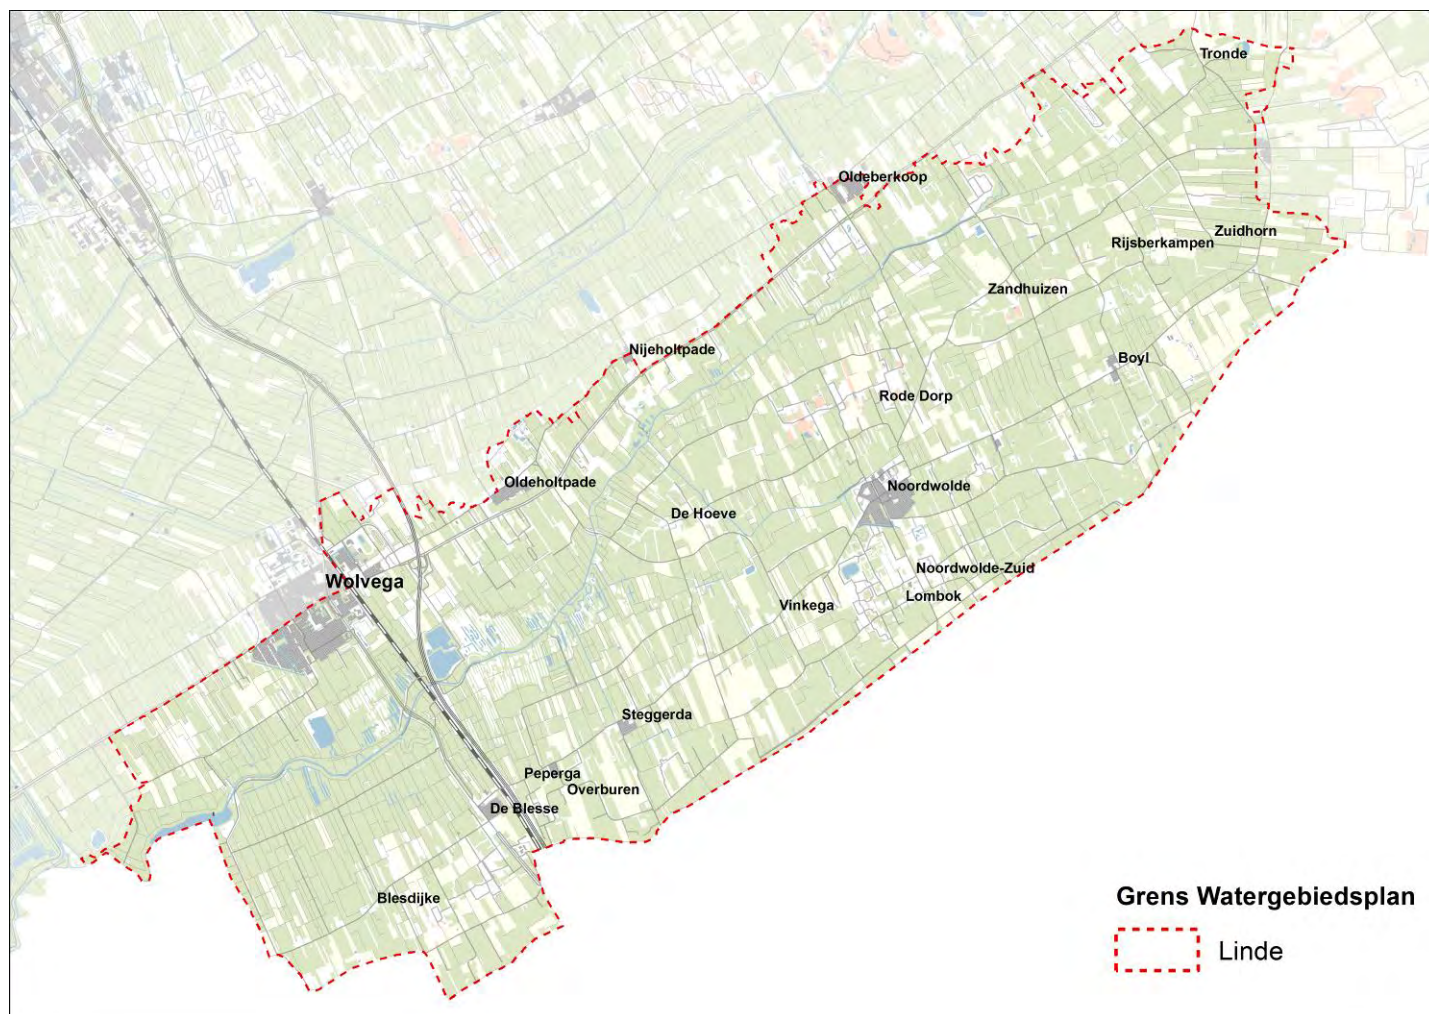 Tronde
Oldeberkoop
Zuidhorn
Rijsberkampen
Zandhuizen
Nijeholtpade
Boyl
Rode Dorp
Oldeholtpade
Noordwolde
De Hoeve
Noordwolde-Zuid
Wolvega
Lombok
Vinkega
Steggerda
Peperga
Overburen
De Blesse
Blesdijke
Grens Watergebiedsplan
Linde